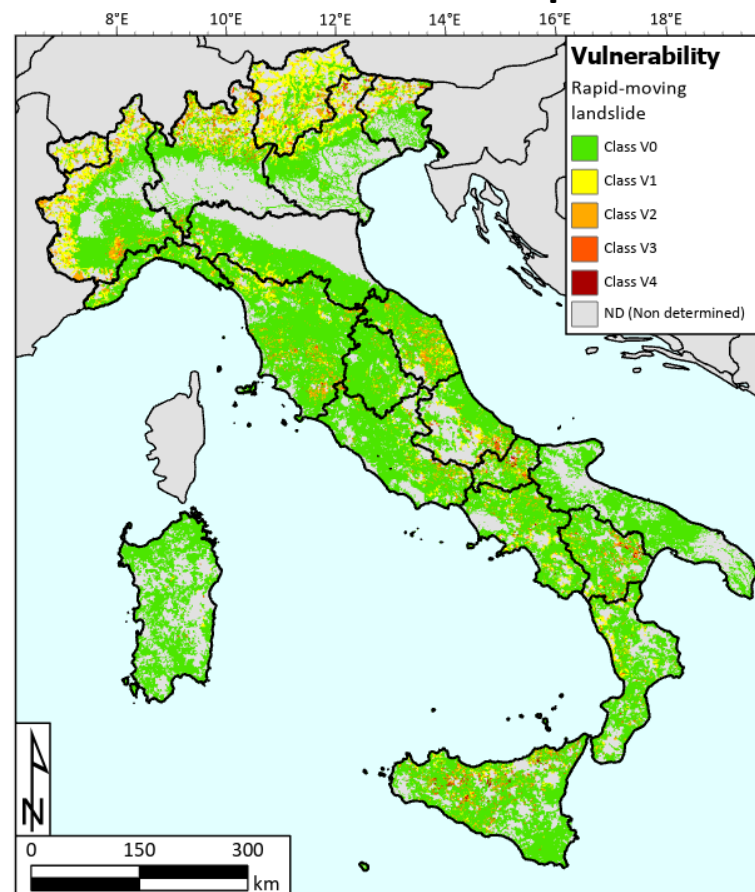 8°E 10°E 12°E 14°E 16°E 18°E
Vulnerability
Rapid-moving
landslide
Class V0
Class V1
Class V2
Class V3
Class V4
ND (Non determined)
N
0 150 300
km